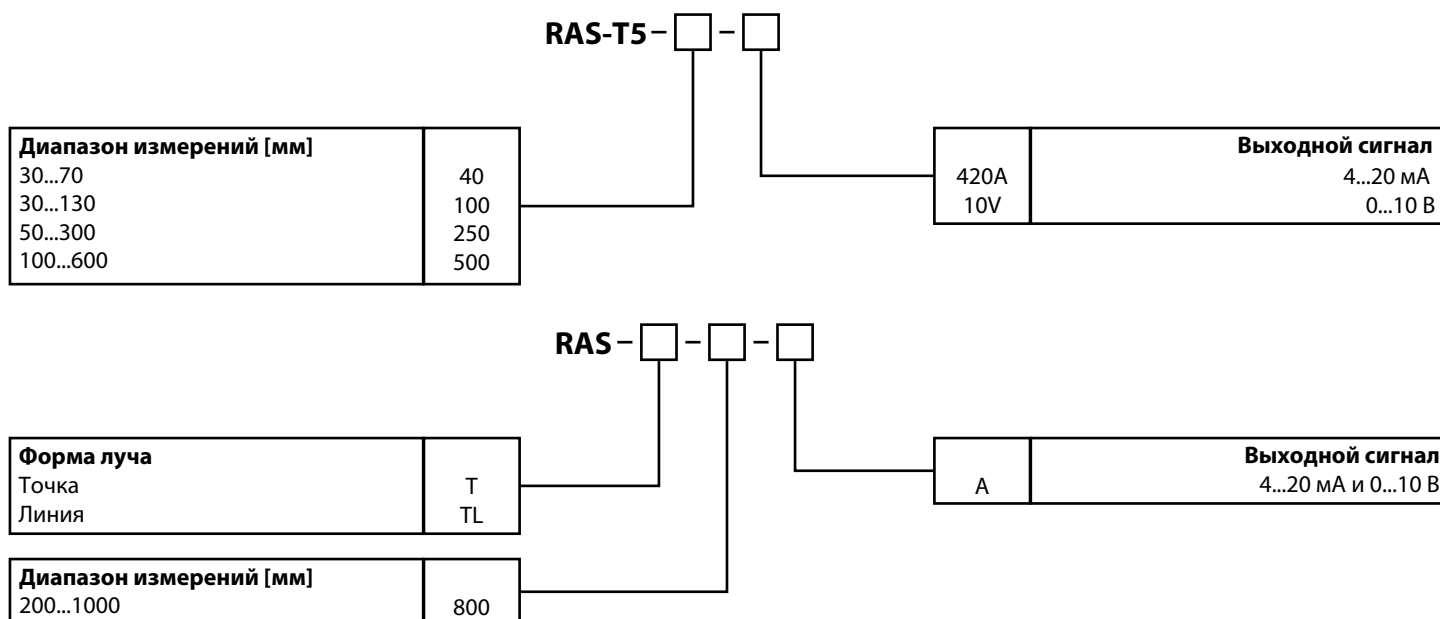 RAS-T5 – –
Диапазон измерений [мм]
30...70 40
30...130 100
50...300 250
100...600 500
Выходной сигнал
420A 4...20 мА
10V 0...10 В
RAS – – –
Форма луча
Точка T
Линия TL
Выходной сигнал
A 4...20 мА и 0...10 В
Диапазон измерений [мм]
200...1000 800